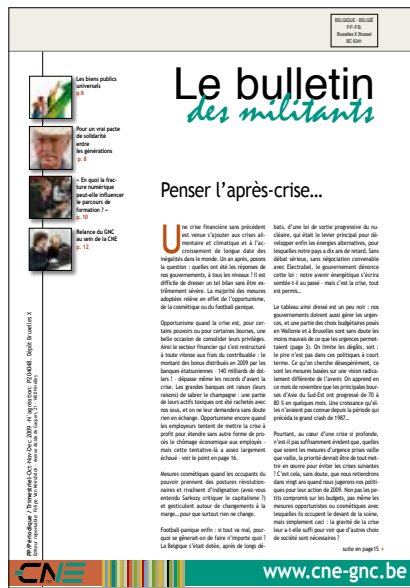 BELGIQUE - BELGIË
P.P.-P.B.
Bruxelles X Brussel
BC 6341
Le bulletin
des militants
Les biens publics
universels
p.6
Pour un vrai pacte
de solidarité
entre
les générations
p. 8
« En quoi la frac-
ture numérique
peut-elle influencer
le parcours de
formation ? »
p. 10
Relance du GNC
au sein de la CNE
p. 12
Penser l'après-crise...
Une crise financière sans précédent
est venue s'ajouter aux crises ali-
mentaire et climatique et à l'ac-
croissement de longue date des
inégalités dans le monde. Un an après, posons
la question : quelles ont été les réponses de
nos gouvernements, à tous les niveaux ? Il est
difficile de dresser un tel bilan sans être ex-
trêmement sévère. La majorité des mesures
adoptées relève en effet de l'opportunisme,
de la cosmétique ou du football-panique.
Opportunisme quand la crise est, pour cer-
tains pouvoirs ou pour certaines bourses, une
belle occasion de consolider leurs privilèges.
Ainsi le secteur financier qui s'est restructuré
à toute vitesse aux frais du contribuable : le
montant des bonus distribués en 2009 par les
banques étatsuniennes - 140 milliards de dol-
lars ! - dépasse même les records d'avant la
crise. Les grandes banques ont raison (leurs
raisons) de sabrer le champagne : une partie
de leurs actifs toxiques ont été rachetés avec
nos sous, et on ne leur demandera sans doute
rien en échange. Opportunisme encore quand
les employeurs tentent de mettre la crise à
profit pour étendre sans autre forme de pro-
cès le chômage économique aux employés -
mais cette tentative-là a assez largement
échoué - voir le point en page 16.
Mesures cosmétiques quand les occupants du
pouvoir prennent des postures révolution-
naires et rivalisent d'indignation (avez-vous
entendu Sarkozy critiquer le capitalisme ?)
et gesticulent autour de changements à la
marge... pour que surtout rien ne change.
Football-panique enfin : si tout va mal, pour-
quoi se gênerait-on de faire n'importe quoi ?
La Belgique s'était dotée, après de longs dé-
bats, d'une loi de sortie progressive du nu-
cléaire, qui était le levier principal pour dé-
velopper enfin les énergies alternatives, pour
lesquelles notre pays a dix ans de retard. Sans
débat sérieux, sans négociation convenable
avec Electrabel, le gouvernement dénonce
cette loi : notre avenir énergétique s'écrira
semble-t-il au passé - mais c'est la crise, tout
est permis...
Le tableau ainsi dressé est un peu noir : nos
gouvernements doivent aussi gérer les urgen-
ces, et une partie des choix budgétaires posés
en Wallonie et à Bruxelles sont sans doute les
moins mauvais de ce que les urgences permet-
taient (page 3). On limite les dégâts, soit :
le pire n'est pas dans ces politiques à court
terme. Ce qu'on cherche désespérément, ce
sont les mesures basées sur une vision radica-
lement différente de l'avenir. On apprend en
ce mois de novembre que les principales bour-
ses d'Asie du Sud-Est ont progressé de 70 à
80 % en quelques mois. Une croissance qu'el-
les n'avaient pas connue depuis la période qui
précéda le grand crash de 1987...
Pourtant, au cœur d'une crise si profonde,
n'est-il pas suffisamment évident que, quelles
que soient les mesures d'urgence prises vaille
que vaille, la priorité devrait être de tout met-
tre en œuvre pour éviter les crises suivantes
? C'est cela, sans doute, que nous retiendrons
dans vingt ans quand nous jugerons nos politi-
ques pour leur action de 2009. Non pas les pe-
tits compromis sur les budgets, pas même les
mesures opportunistes ou cosmétiques avec
lesquelles ils occupent le devant de la scène,
mais simplement ceci : la gravité de la crise
leur a-t-elle suffi pour voir que d'autres choix
de société sont nécessaires ?
suite en page15
PP/Périodique / Trimestriel-Oct-Nov-Déc. 2009 - N° agréation: P204048. Dépôt Bruxelles X
CNE
www.cne-gnc.be